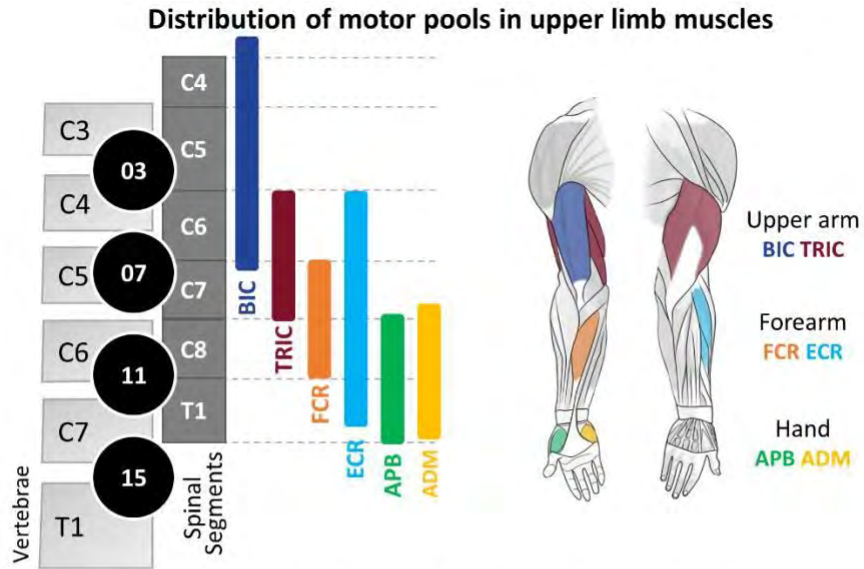 Distribution of motor pools in upper limb muscles
Vertebrae
C3
C4
C5
C6
C7
T1
03
07
11
15
Spinal
Segments
C4
C5
C6
C7
C8
T1
BIC
TRIC
FCR
ECR
APB
ADM
Upper arm
BIC TRIC
Forearm
FCR ECR
Hand
APB ADM